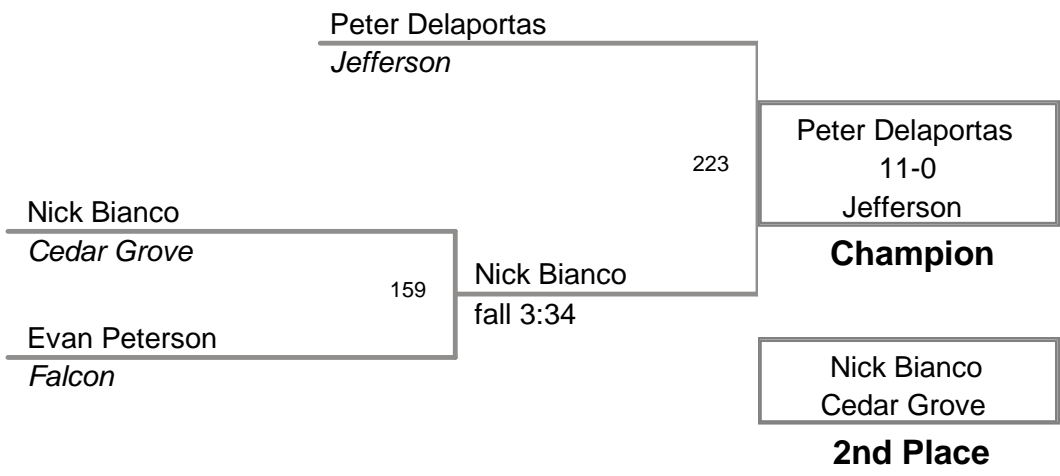 Peter Delaportas
Jefferson
223
Peter Delaportas
11-0
Jefferson
Champion
Nick Bianco
Cedar Grove
159
Nick Bianco
fall 3:34
Evan Peterson
Falcon
Nick Bianco
Cedar Grove
2nd Place